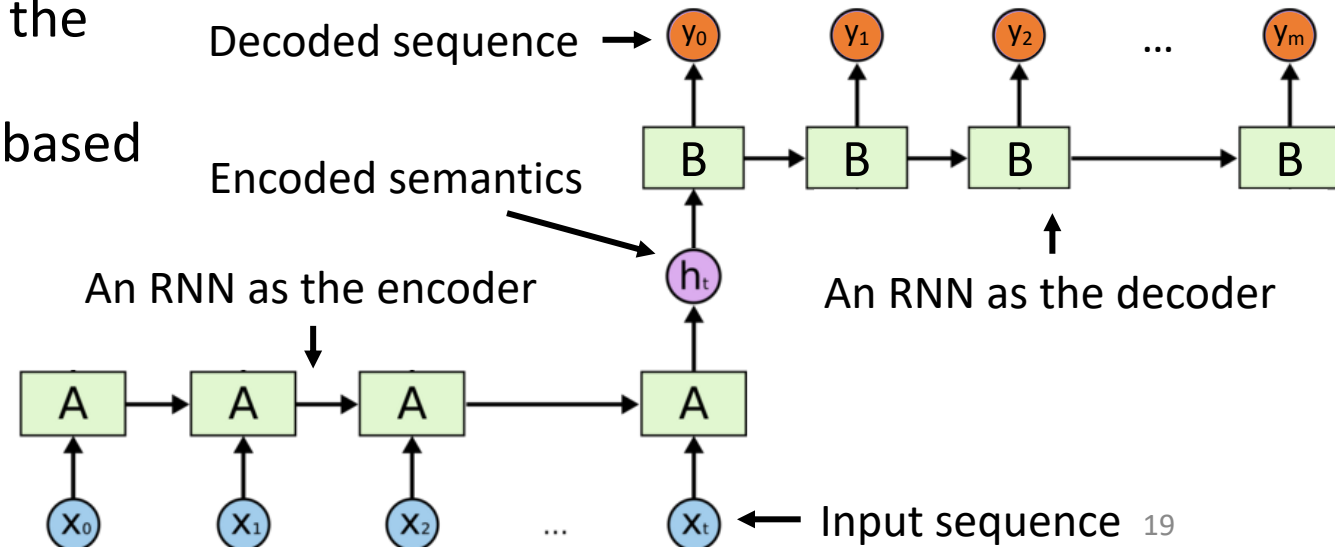 the
Decoded sequence
y₀ y₁ y₂ ... yₘ
based
B B B B
Encoded semantics
hₜ
An RNN as the encoder
An RNN as the decoder
A A A A
x₀ x₁ x₂ ... xₜ
Input sequence
19